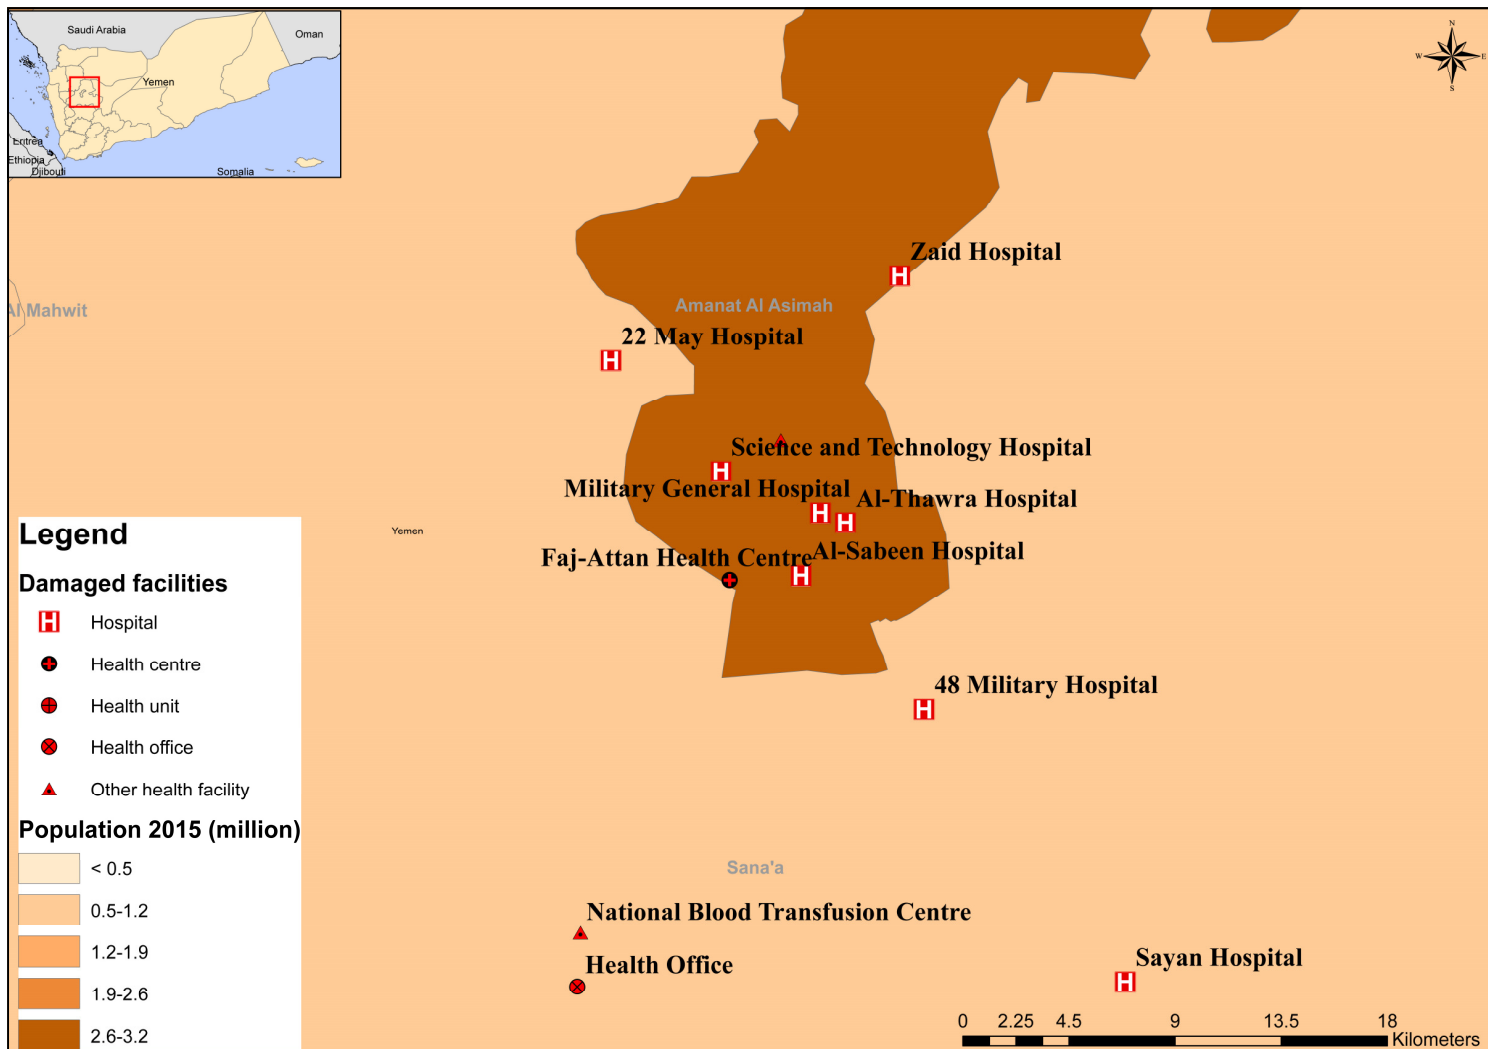 Saudi Arabia
Oman
Yemen
Eritrea
Ethiopia
Djibouti
Somalia
N
W
E
S
Zaid Hospital
Amanat Al Asimah
Al Mahwit
22 May Hospital
Science and Technology Hospital
Military General Hospital
Al-Thawra Hospital
Yemen
Faj-Attan Health Centre
Al-Sabeen Hospital
48 Military Hospital
Sana'a
National Blood Transfusion Centre
Health Office
Sayan Hospital
Legend
Damaged facilities
Hospital
Health centre
Health unit
Health office
Other health facility
Population 2015 (million)
< 0.5
0.5-1.2
1.2-1.9
1.9-2.6
2.6-3.2
0 2.25 4.5 9 13.5 18
Kilometers